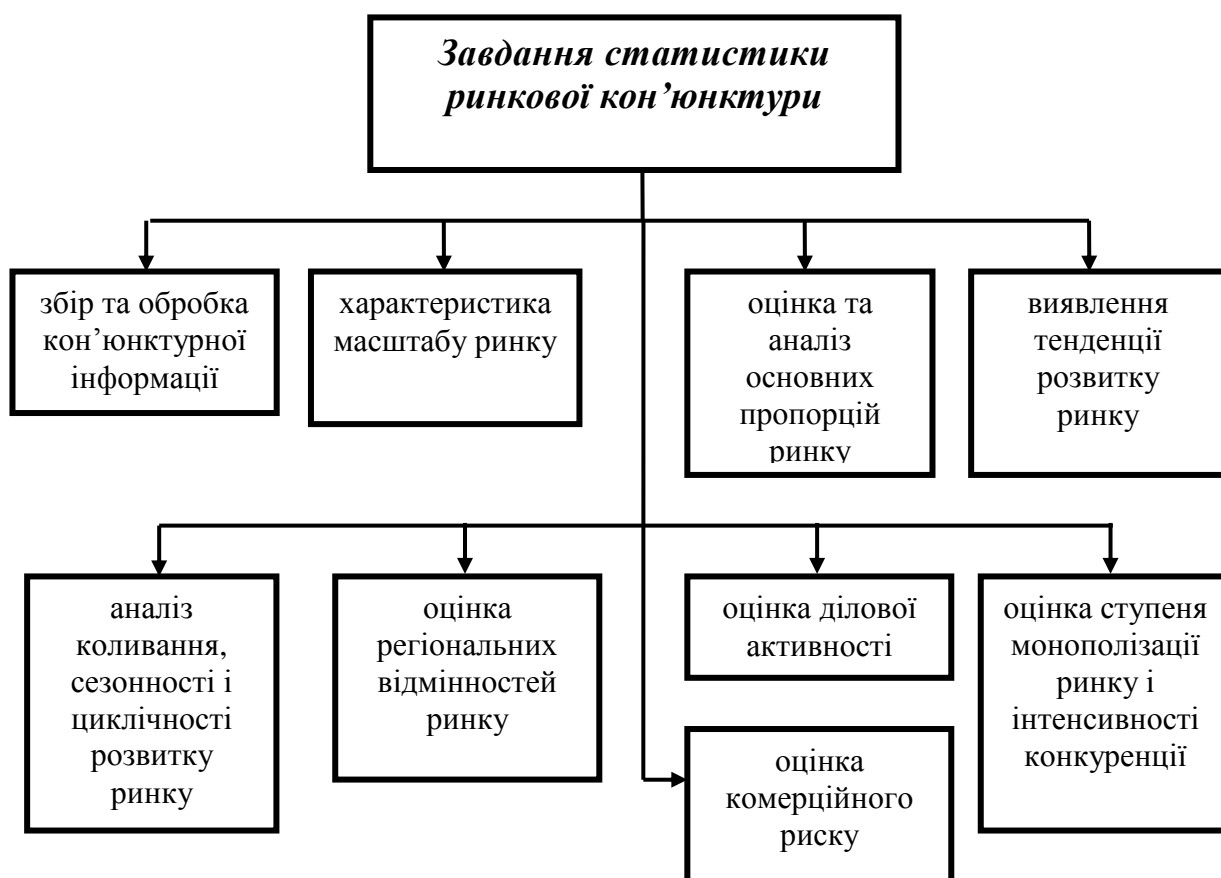 Завдання статистики
ринкової кон’юнктури
збір та обробка
кон’юнктурної
інформації
характеристика
масштабу ринку
оцінка та
аналіз
основних
пропорцій
ринку
виявлення
тенденції
розвитку
ринку
аналіз
коливання,
сезонності і
циклічності
розвитку
ринку
оцінка
регіональних
відмінностей
ринку
оцінка ділової
активності
оцінка ступеня
монополізації
ринку і
інтенсивності
конкуренції
оцінка
комерційного
риску